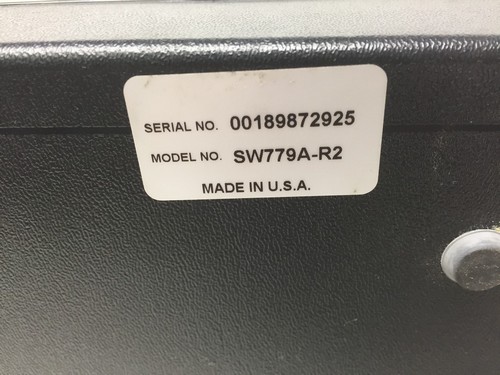 SERIAL NO. 00189872925
MODEL NO. SW779A-R2
MADE IN U.S.A.